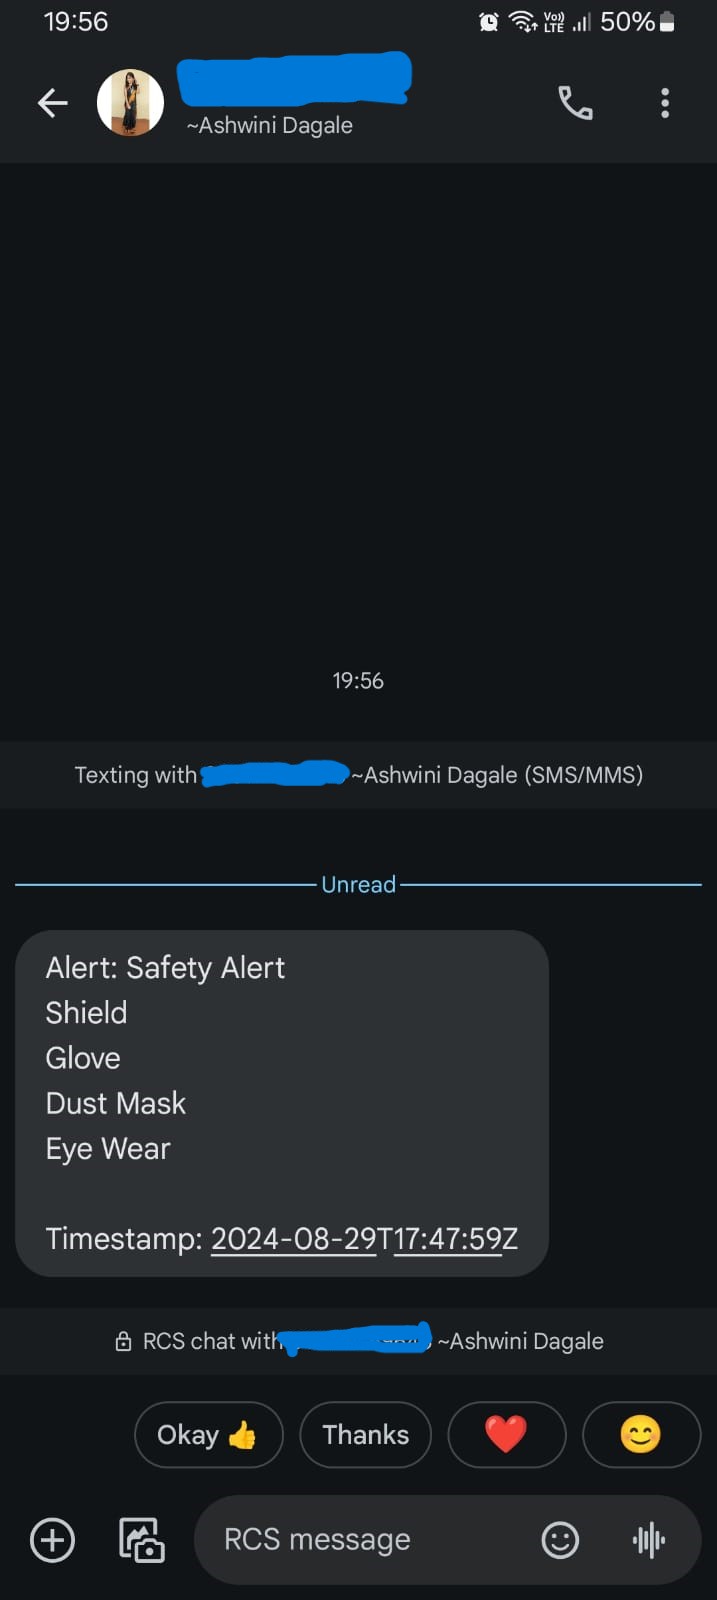 19:56
Vo))
LTE
50%
~Ashwini Dagale
19:56
Texting with ~Ashwini Dagale (SMS/MMS)
Unread
Alert: Safety Alert
Shield
Glove
Dust Mask
Eye Wear
Timestamp: 2024-08-29T17:47:59Z
RCS chat with ~Ashwini Dagale
Okay 👍 Thanks ❤️ 😊
RCS message